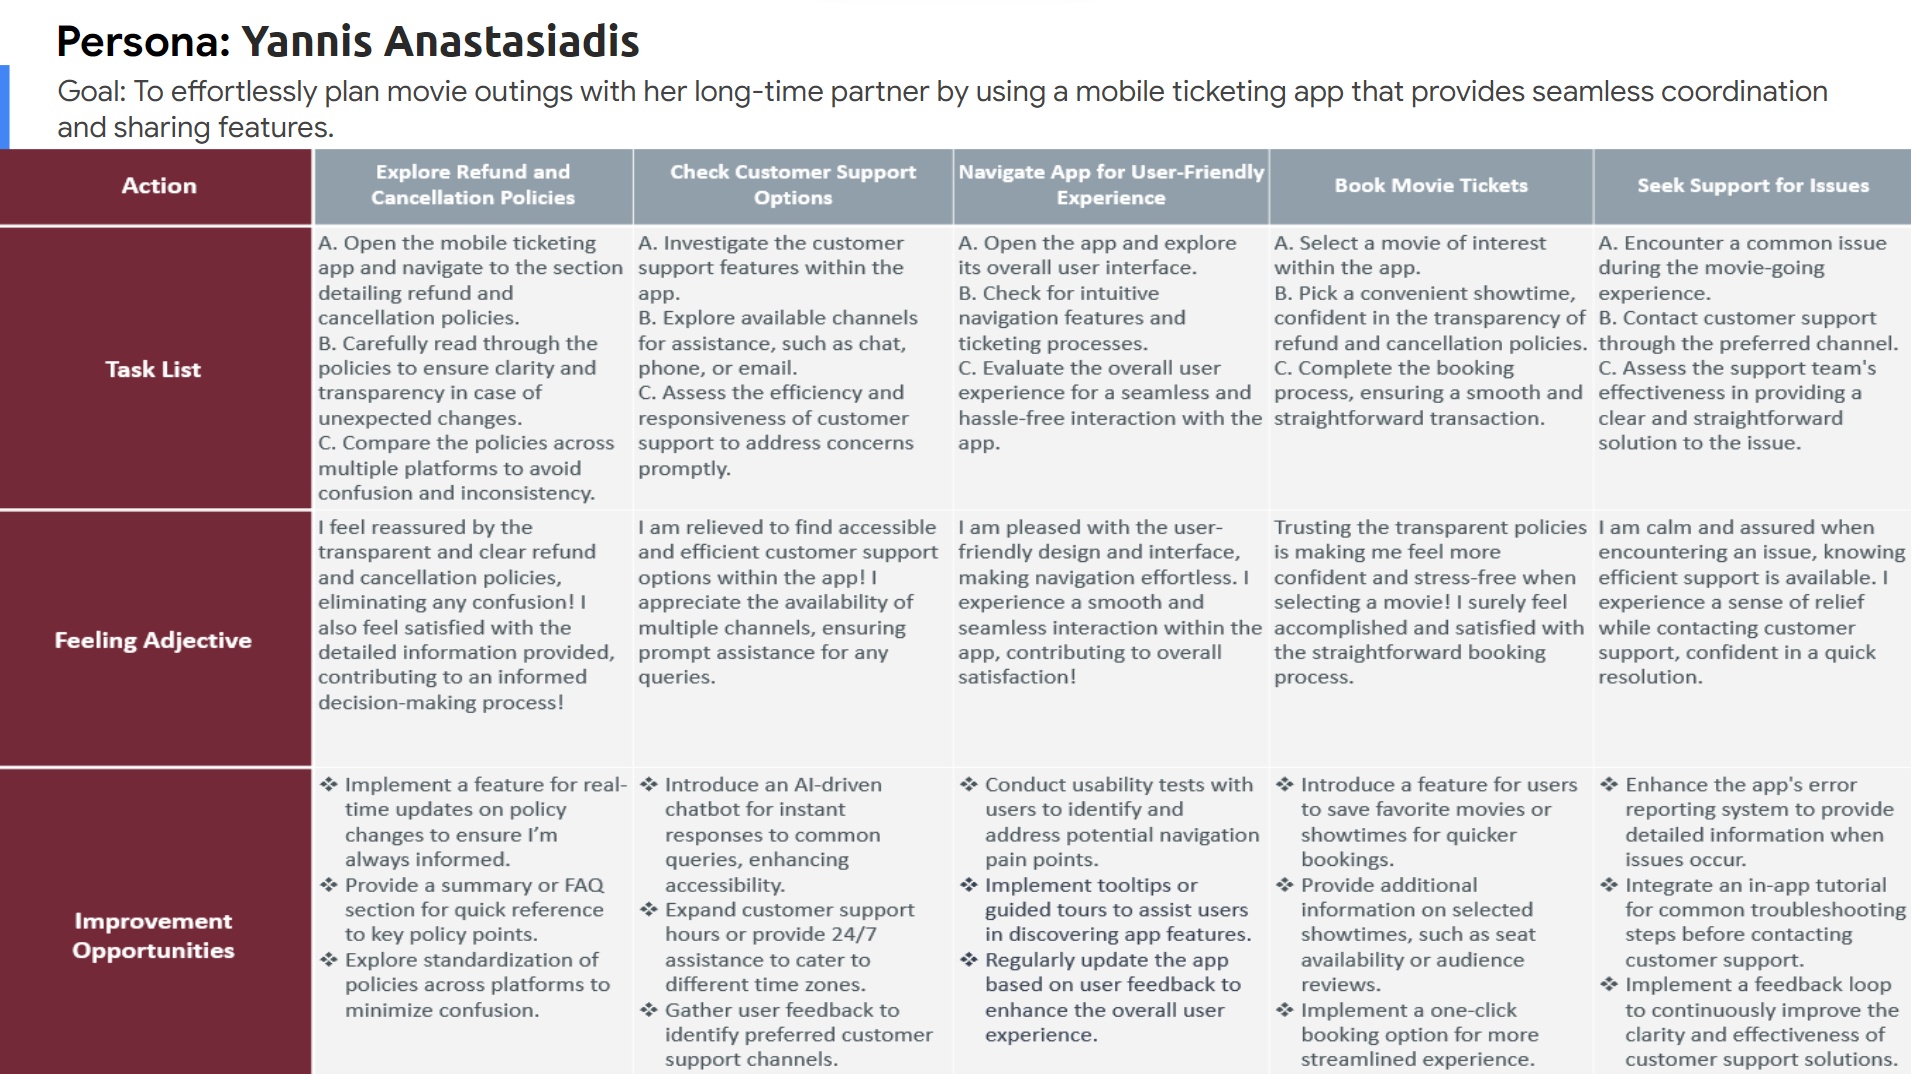 Persona: Yannis Anastasiadis
Goal: To effortlessly plan movie outings with her long-time partner by using a mobile ticketing app that provides seamless coordination
and sharing features.
Action
Explore Refund and
Cancellation Policies
Check Customer Support
Options
Navigate App for User-Friendly
Experience
Book Movie Tickets
Seek Support for Issues
Task List
A. Open the mobile ticketing
app and navigate to the section
detailing refund and
cancellation policies.
B. Carefully read through the
policies to ensure clarity and
transparency in case of
unexpected changes.
C. Compare the policies across
multiple platforms to avoid
confusion and inconsistency.
A. Investigate the customer
support features within the
app.
B. Explore available channels
for assistance, such as chat,
phone, or email.
C. Assess the efficiency and
responsiveness of customer
support to address concerns
promptly.
A. Open the app and explore
its overall user interface.
B. Check for intuitive
navigation features and
ticketing processes.
C. Evaluate the overall user
experience for a seamless and
hassle-free interaction with the
app.
A. Select a movie of interest
within the app.
B. Pick a convenient showtime,
confident in the transparency of
refund and cancellation policies.
C. Complete the booking
process, ensuring a smooth and
straightforward transaction.
A. Encounter a common issue
during the movie-going
experience.
B. Contact customer support
through the preferred channel.
C. Assess the support team's
effectiveness in providing a
clear and straightforward
solution to the issue.
Feeling Adjective
I feel reassured by the
transparent and clear refund
and cancellation policies,
eliminating any confusion! I
also feel satisfied with the
detailed information provided,
contributing to an informed
decision-making process!
I am relieved to find accessible
and efficient customer support
options within the app! I
appreciate the availability of
multiple channels, ensuring
prompt assistance for any
queries.
I am pleased with the user-
friendly design and interface,
making navigation effortless. I
experience a smooth and
seamless interaction within the
app, contributing to overall
satisfaction!
Trusting the transparent policies
is making me feel more
confident and stress-free when
selecting a movie! I surely feel
accomplished and satisfied with
the straightforward booking
process.
I am calm and assured when
encountering an issue, knowing
efficient support is available. I
experience a sense of relief
while contacting customer
support, confident in a quick
resolution.
Improvement
Opportunities
❖ Implement a feature for real-
time updates on policy
changes to ensure I’m
always informed.
❖ Provide a summary or FAQ
section for quick reference
to key policy points.
❖ Explore standardization of
policies across platforms to
minimize confusion.
❖ Introduce an AI-driven
chatbot for instant
responses to common
queries, enhancing
accessibility.
❖ Expand customer support
hours or provide 24/7
assistance to cater to
different time zones.
❖ Gather user feedback to
identify preferred customer
support channels.
❖ Conduct usability tests with
users to identify and
address potential navigation
pain points.
❖ Implement tooltips or
guided tours to assist users
in discovering app features.
❖ Regularly update the app
based on user feedback to
enhance the overall user
experience.
❖ Introduce a feature for users
to save favorite movies or
showtimes for quicker
bookings.
❖ Provide additional
information on selected
showtimes, such as seat
availability or audience
reviews.
❖ Implement a one-click
booking option for more
streamlined experience.
❖ Enhance the app's error
reporting system to provide
detailed information when
issues occur.
❖ Integrate an in-app tutorial
for common troubleshooting
steps before contacting
customer support.
❖ Implement a feedback loop
to continuously improve the
clarity and effectiveness of
customer support solutions.